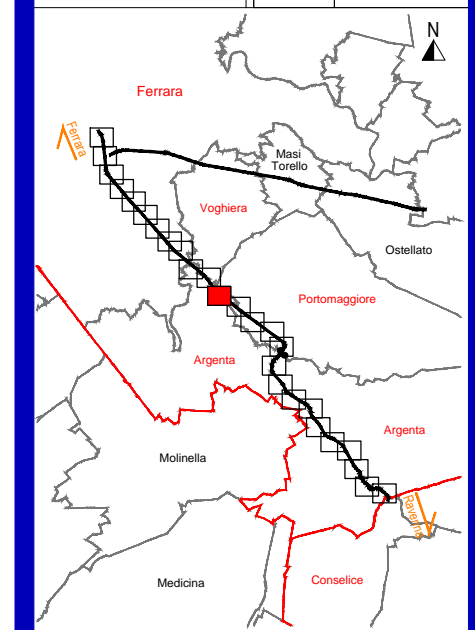 N
Ferrara
Ferrara
Masi
Torello
Voghiera
Ostellato
Portomaggiore
Argenta
Argenta
Molinella
Ravenna
Medicina
Conselice